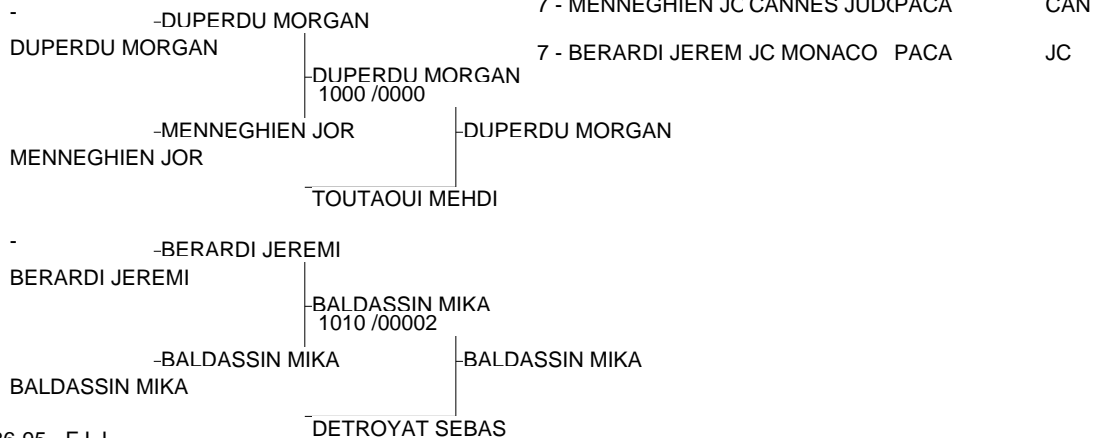 -
-DUPERDU MORGAN
7 - MENNEGHIEN JC CANNES JUDO PACA CAN
DUPERDU MORGAN
7 - BERARDI JEREM JC MONACO PACA JC
-DUPERDU MORGAN
1000 /0000
-MENNEGHIEN JOR
-DUPERDU MORGAN
MENNEGHIEN JOR
TOUTAOUI MEHDI
-
-BERARDI JEREMI
BERARDI JEREMI
-BALDASSIN MIKA
1010 /00002
-BALDASSIN MIKA
-BALDASSIN MIKA
BALDASSIN MIKA
DETROYAT SEBAS